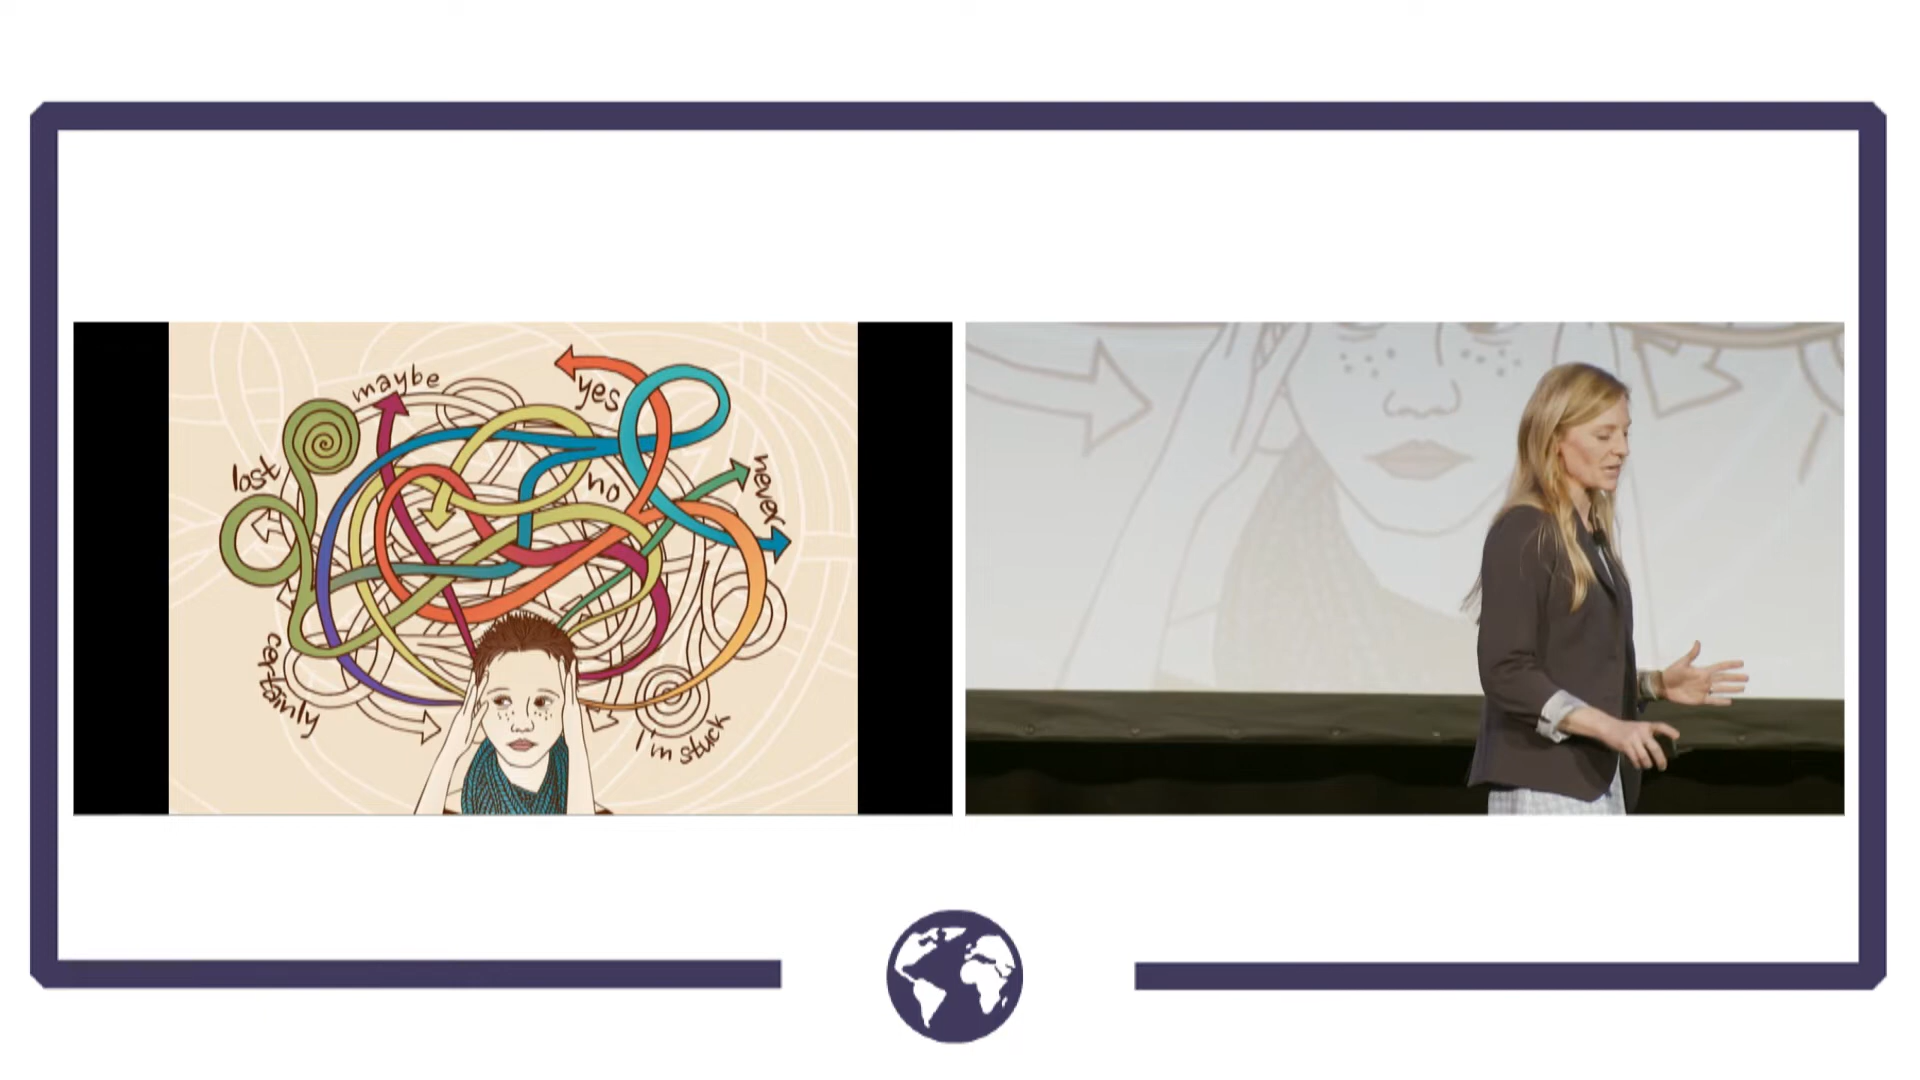 maybe
yes
lost
no
never
certainly
I'm stuck